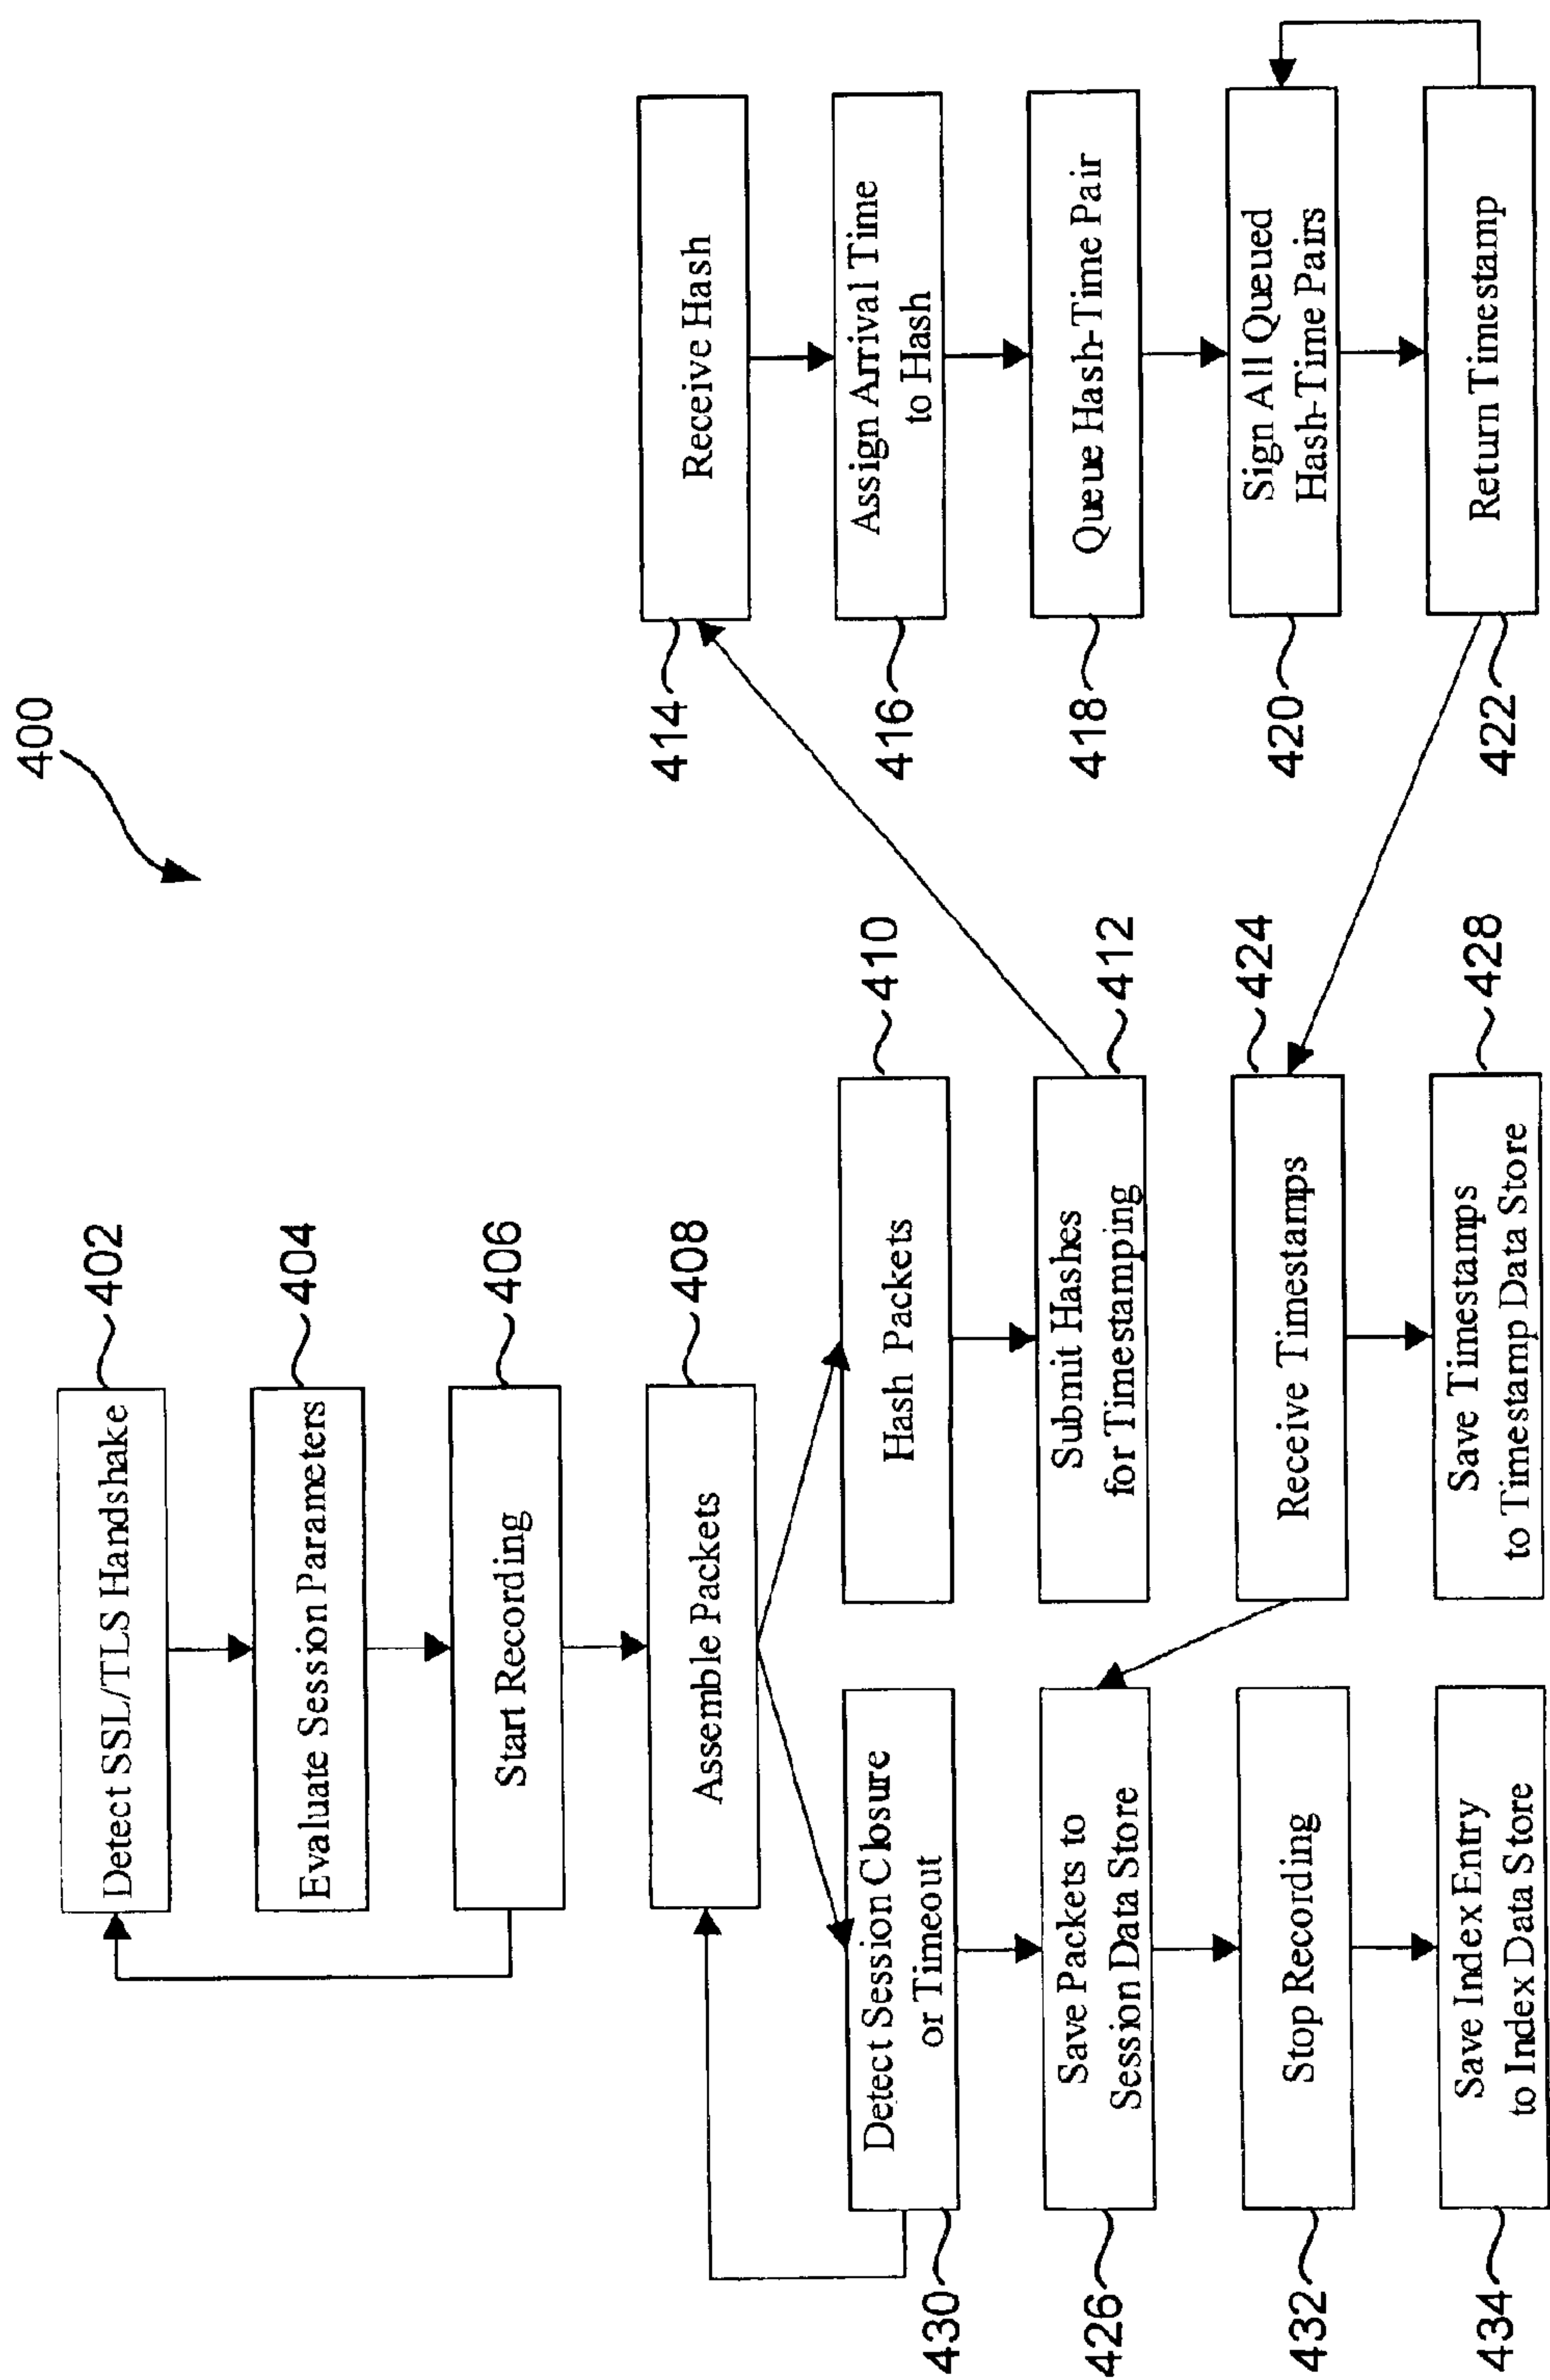 400
Detect SSL/TLS Handshake
402
Evaluate Session Parameters
404
Start Recording
406
Assemble Packets
408
Detect Session Closure
or Timeout
430
Hash Packets
410
Save Packets to
Session Data Store
426
Submit Hashes
for Timestamping
412
Stop Recording
432
Receive Timestamps
424
Save Index Entry
to Index Data Store
434
Save Timestamps
to Timestamp Data Store
428
Receive Hash
414
Assign Arrival Time
to Hash
416
Queue Hash-Time Pair
418
Sign All Queued
Hash-Time Pairs
420
Return Timestamp
422